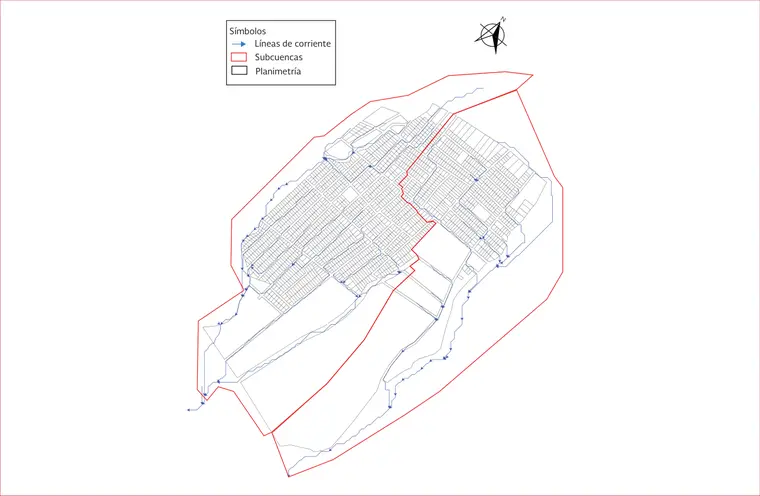 Símbolos
Líneas de corriente
Subcuencas
Planimetría
N